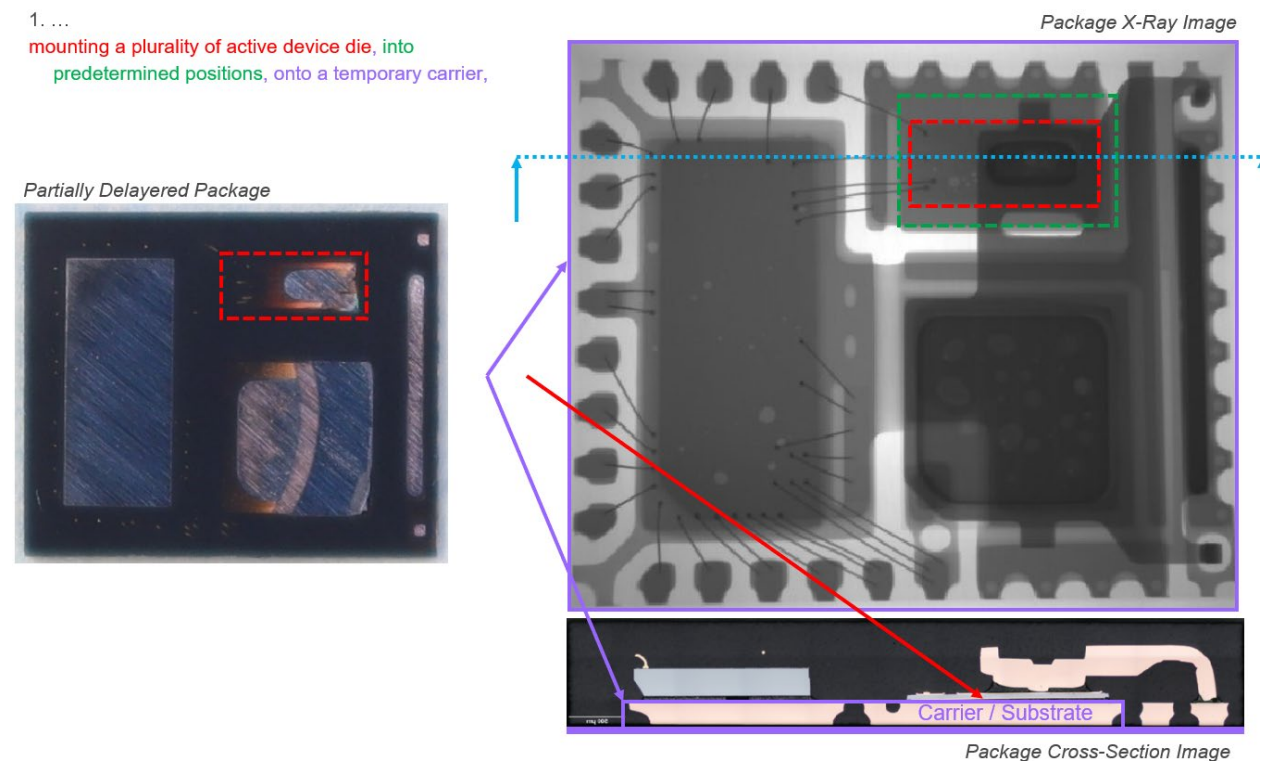 1. …
mounting a plurality of active device die, into
predetermined positions, onto a temporary carrier,
Package X-Ray Image
Partially Delayered Package
Carrier / Substrate
Package Cross-Section Image